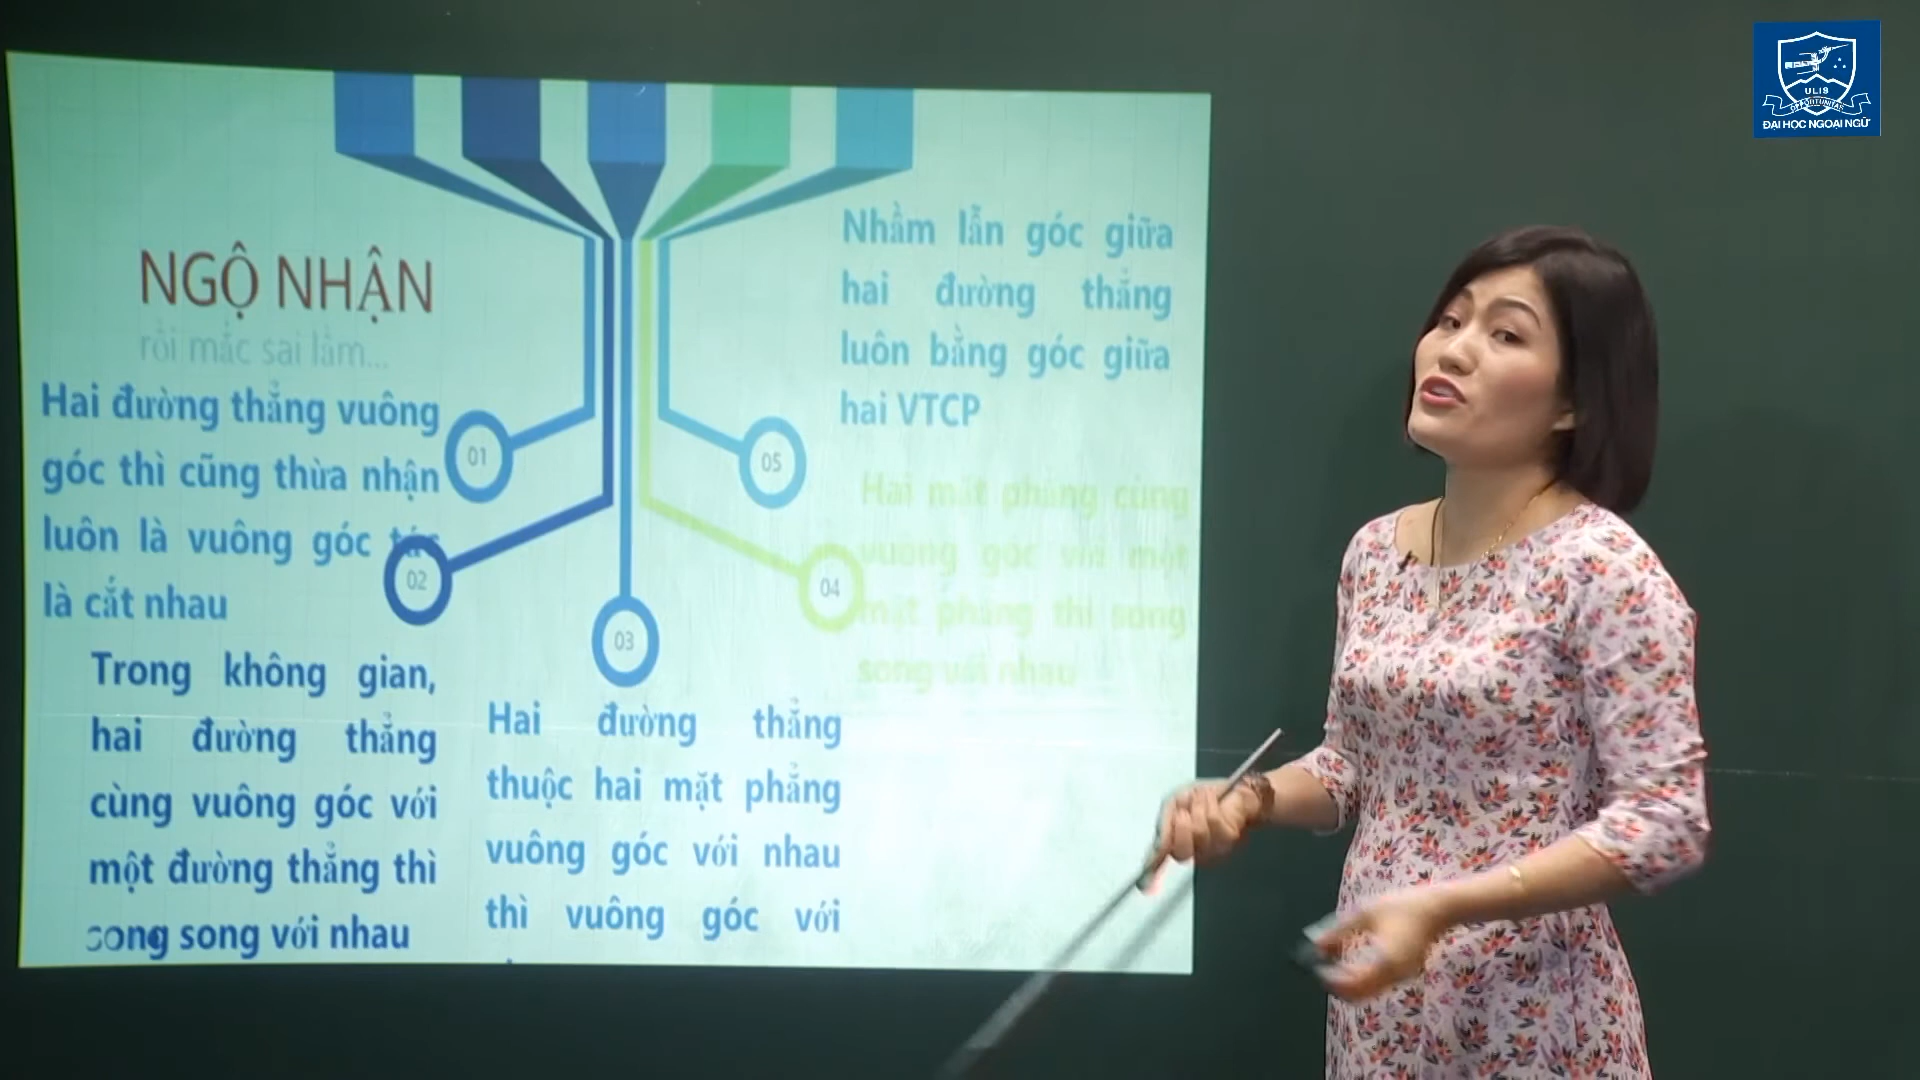 NGỘ NHẬN
rồi mắc sai lầm...
Hai đường thẳng vuông
góc thì cũng thừa nhận
luôn là vuông góc tức
là cắt nhau
01
02
Trong không gian,
hai đường thẳng
cùng vuông góc với
một đường thẳng thì
song song với nhau
03
Hai đường thẳng
thuộc hai mặt phẳng
vuông góc với nhau
thì vuông góc với
04
Hai mặt phẳng cùng
vuông góc với một
mặt phẳng thì song
song với nhau
05
Nhầm lẫn góc giữa
hai đường thẳng
luôn bằng góc giữa
hai VTCP
ULIS
OPPORTUNITAS
ĐẠI HỌC NGOẠI NGỮ